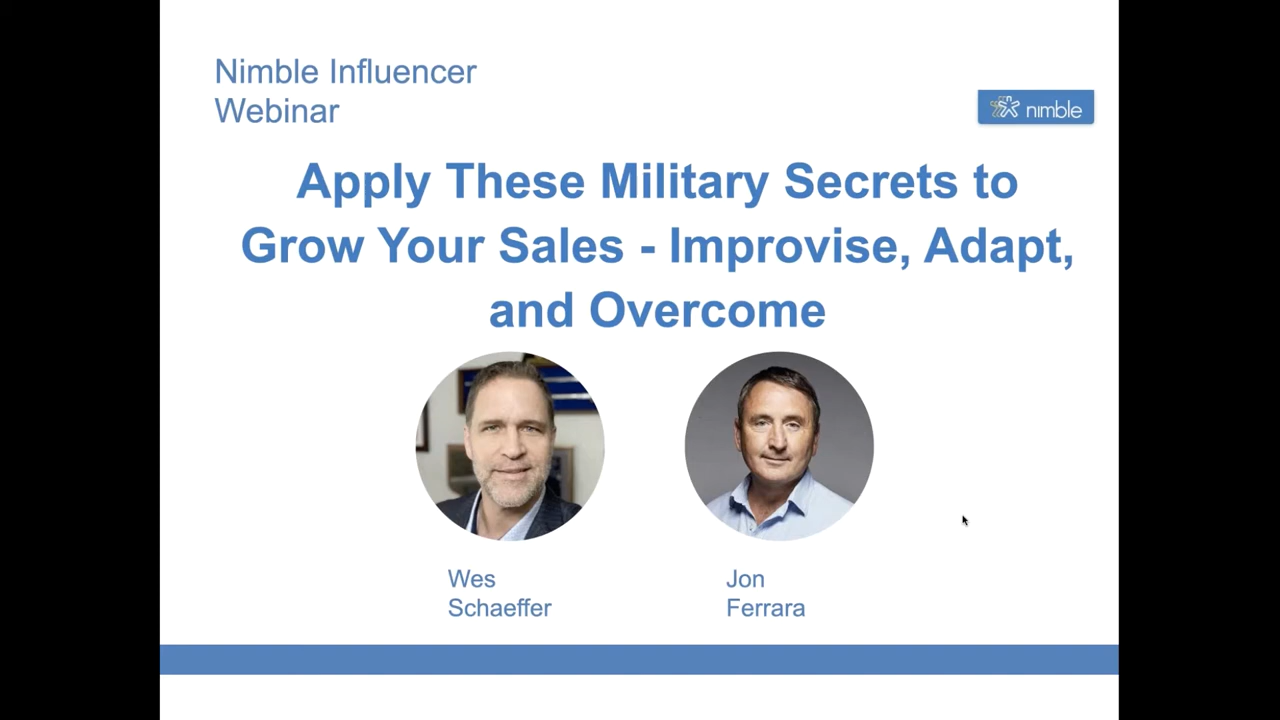 Nimble Influencer
Webinar
nimble
Apply These Military Secrets to
Grow Your Sales - Improvise, Adapt,
and Overcome
Wes
Schaeffer
Jon
Ferrara